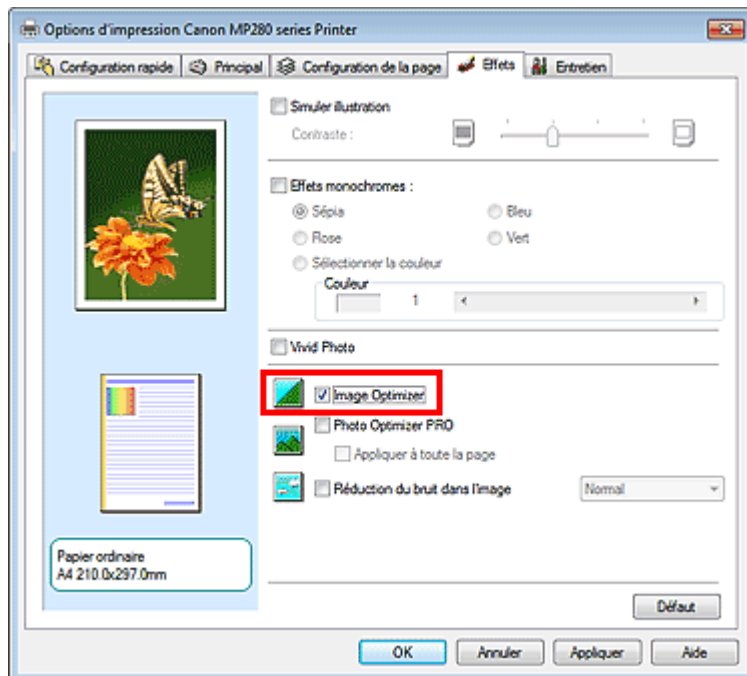 Options d'impression Canon MP280 series Printer
Configuration rapide Principal Configuration de la page Effets Entretien
Simuler illustration
Contraste :
Effets monochromes :
Sépia Bleu
Rose Vert
Sélectionner la couleur
Couleur
1
Vivid Photo
Image Optimizer
Photo Optimizer PRO
Appliquer à toute la page
Réduction du bruit dans l'image Normal
Papier ordinaire
A4 210.0x297.0mm
Défaut
OK Annuler Appliquer Aide